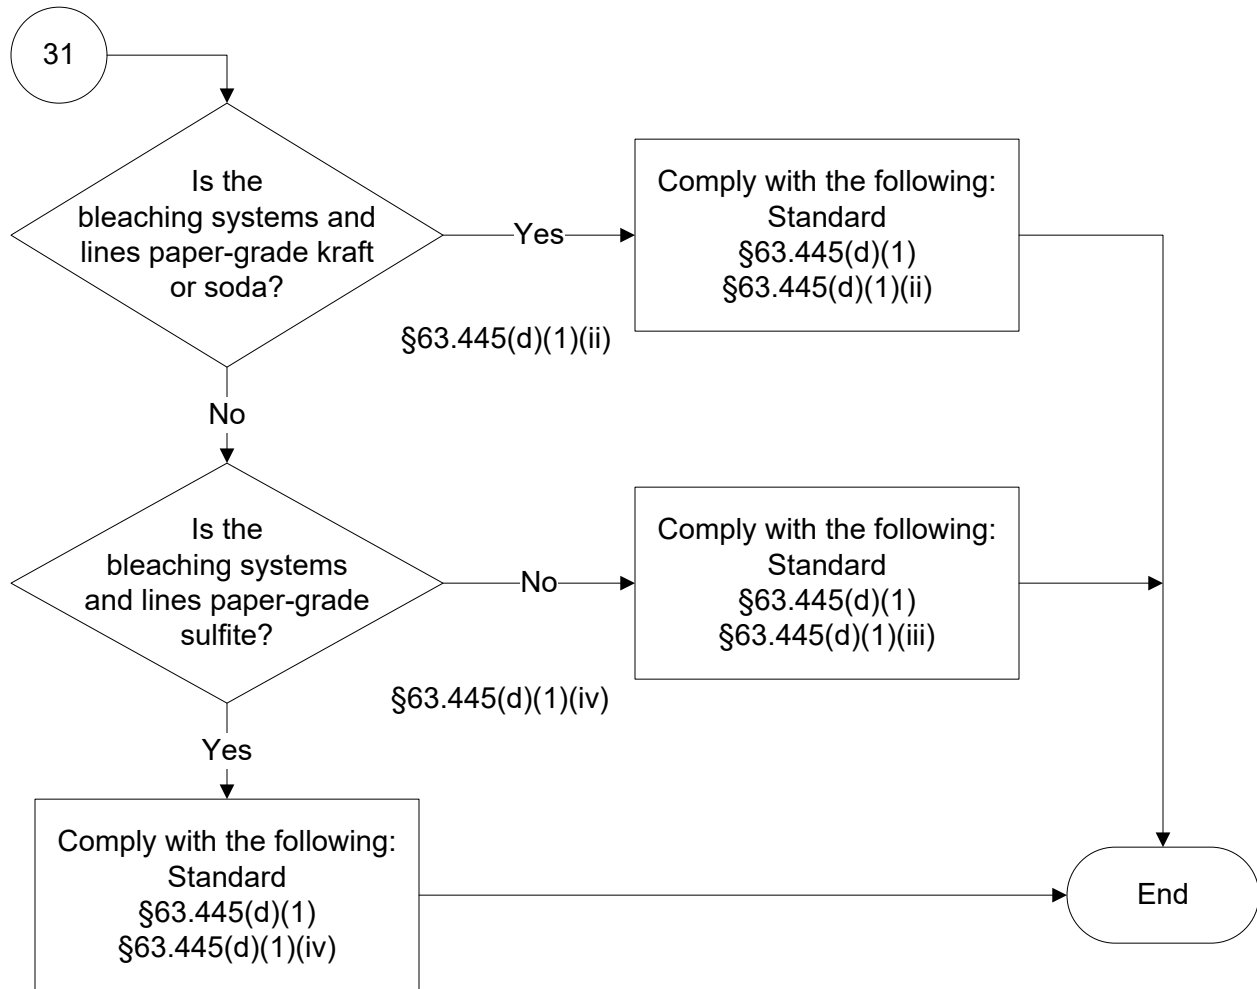 31
Is the
bleaching systems and
lines paper-grade kraft
or soda?
Yes
Comply with the following:
Standard
§63.445(d)(1)
§63.445(d)(1)(ii)
§63.445(d)(1)(ii)
No
Is the
bleaching systems
and lines paper-grade
sulfite?
No
Comply with the following:
Standard
§63.445(d)(1)
§63.445(d)(1)(iii)
§63.445(d)(1)(iv)
Yes
Comply with the following:
Standard
§63.445(d)(1)
§63.445(d)(1)(iv)
End